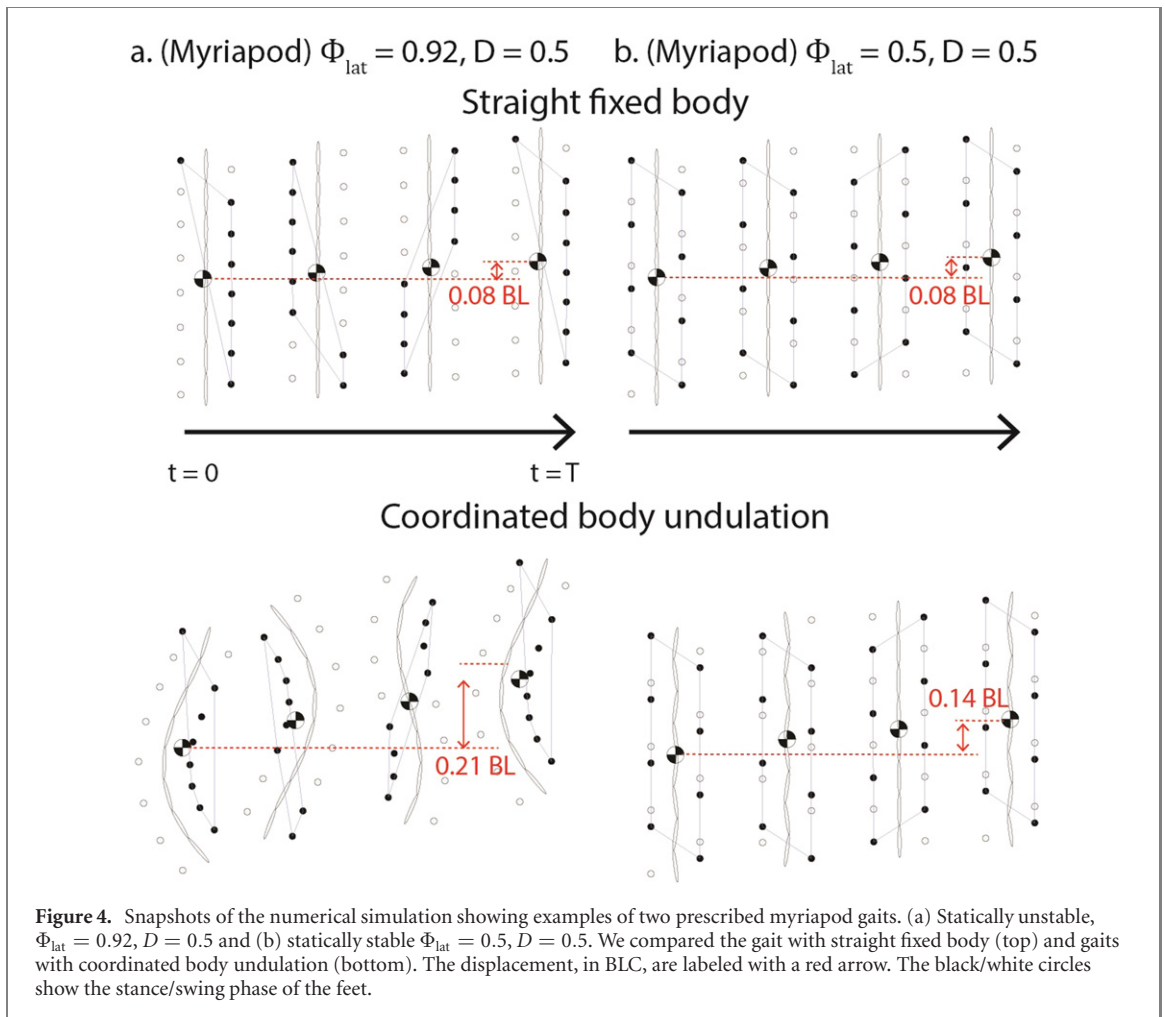 a. (Myriapod) Φlat = 0.92, D = 0.5 b. (Myriapod) Φlat = 0.5, D = 0.5
Straight fixed body
0.08 BL
0.08 BL
t = 0
t = T
Coordinated body undulation
0.21 BL
0.14 BL
Figure 4. Snapshots of the numerical simulation showing examples of two prescribed myriapod gaits. (a) Statically unstable,
Φlat = 0.92, D = 0.5 and (b) statically stable Φlat = 0.5, D = 0.5. We compared the gait with straight fixed body (top) and gaits
with coordinated body undulation (bottom). The displacement, in BLC, are labeled with a red arrow. The black/white circles
show the stance/swing phase of the feet.